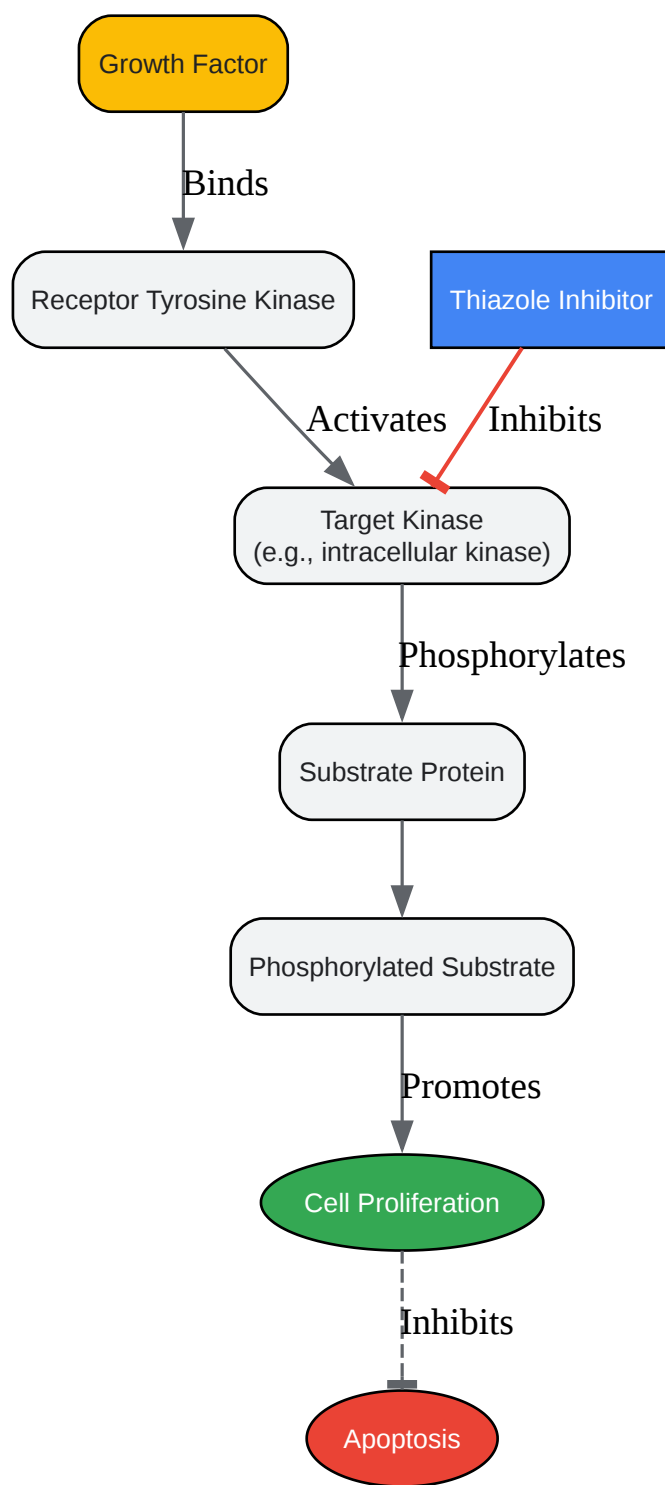 Growth Factor
Binds
Receptor Tyrosine Kinase
Thiazole Inhibitor
Activates
Inhibits
Target Kinase
(e.g., intracellular kinase)
Phosphorylates
Substrate Protein
Phosphorylated Substrate
Promotes
Cell Proliferation
Inhibits
Apoptosis